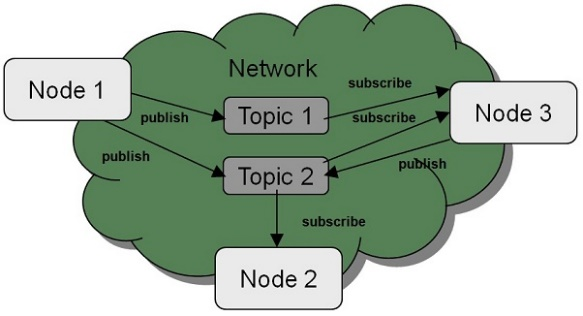 Network
Node 1
subscribe
Topic 1
Node 3
publish
subscribe
publish
publish
Topic 2
subscribe
Node 2